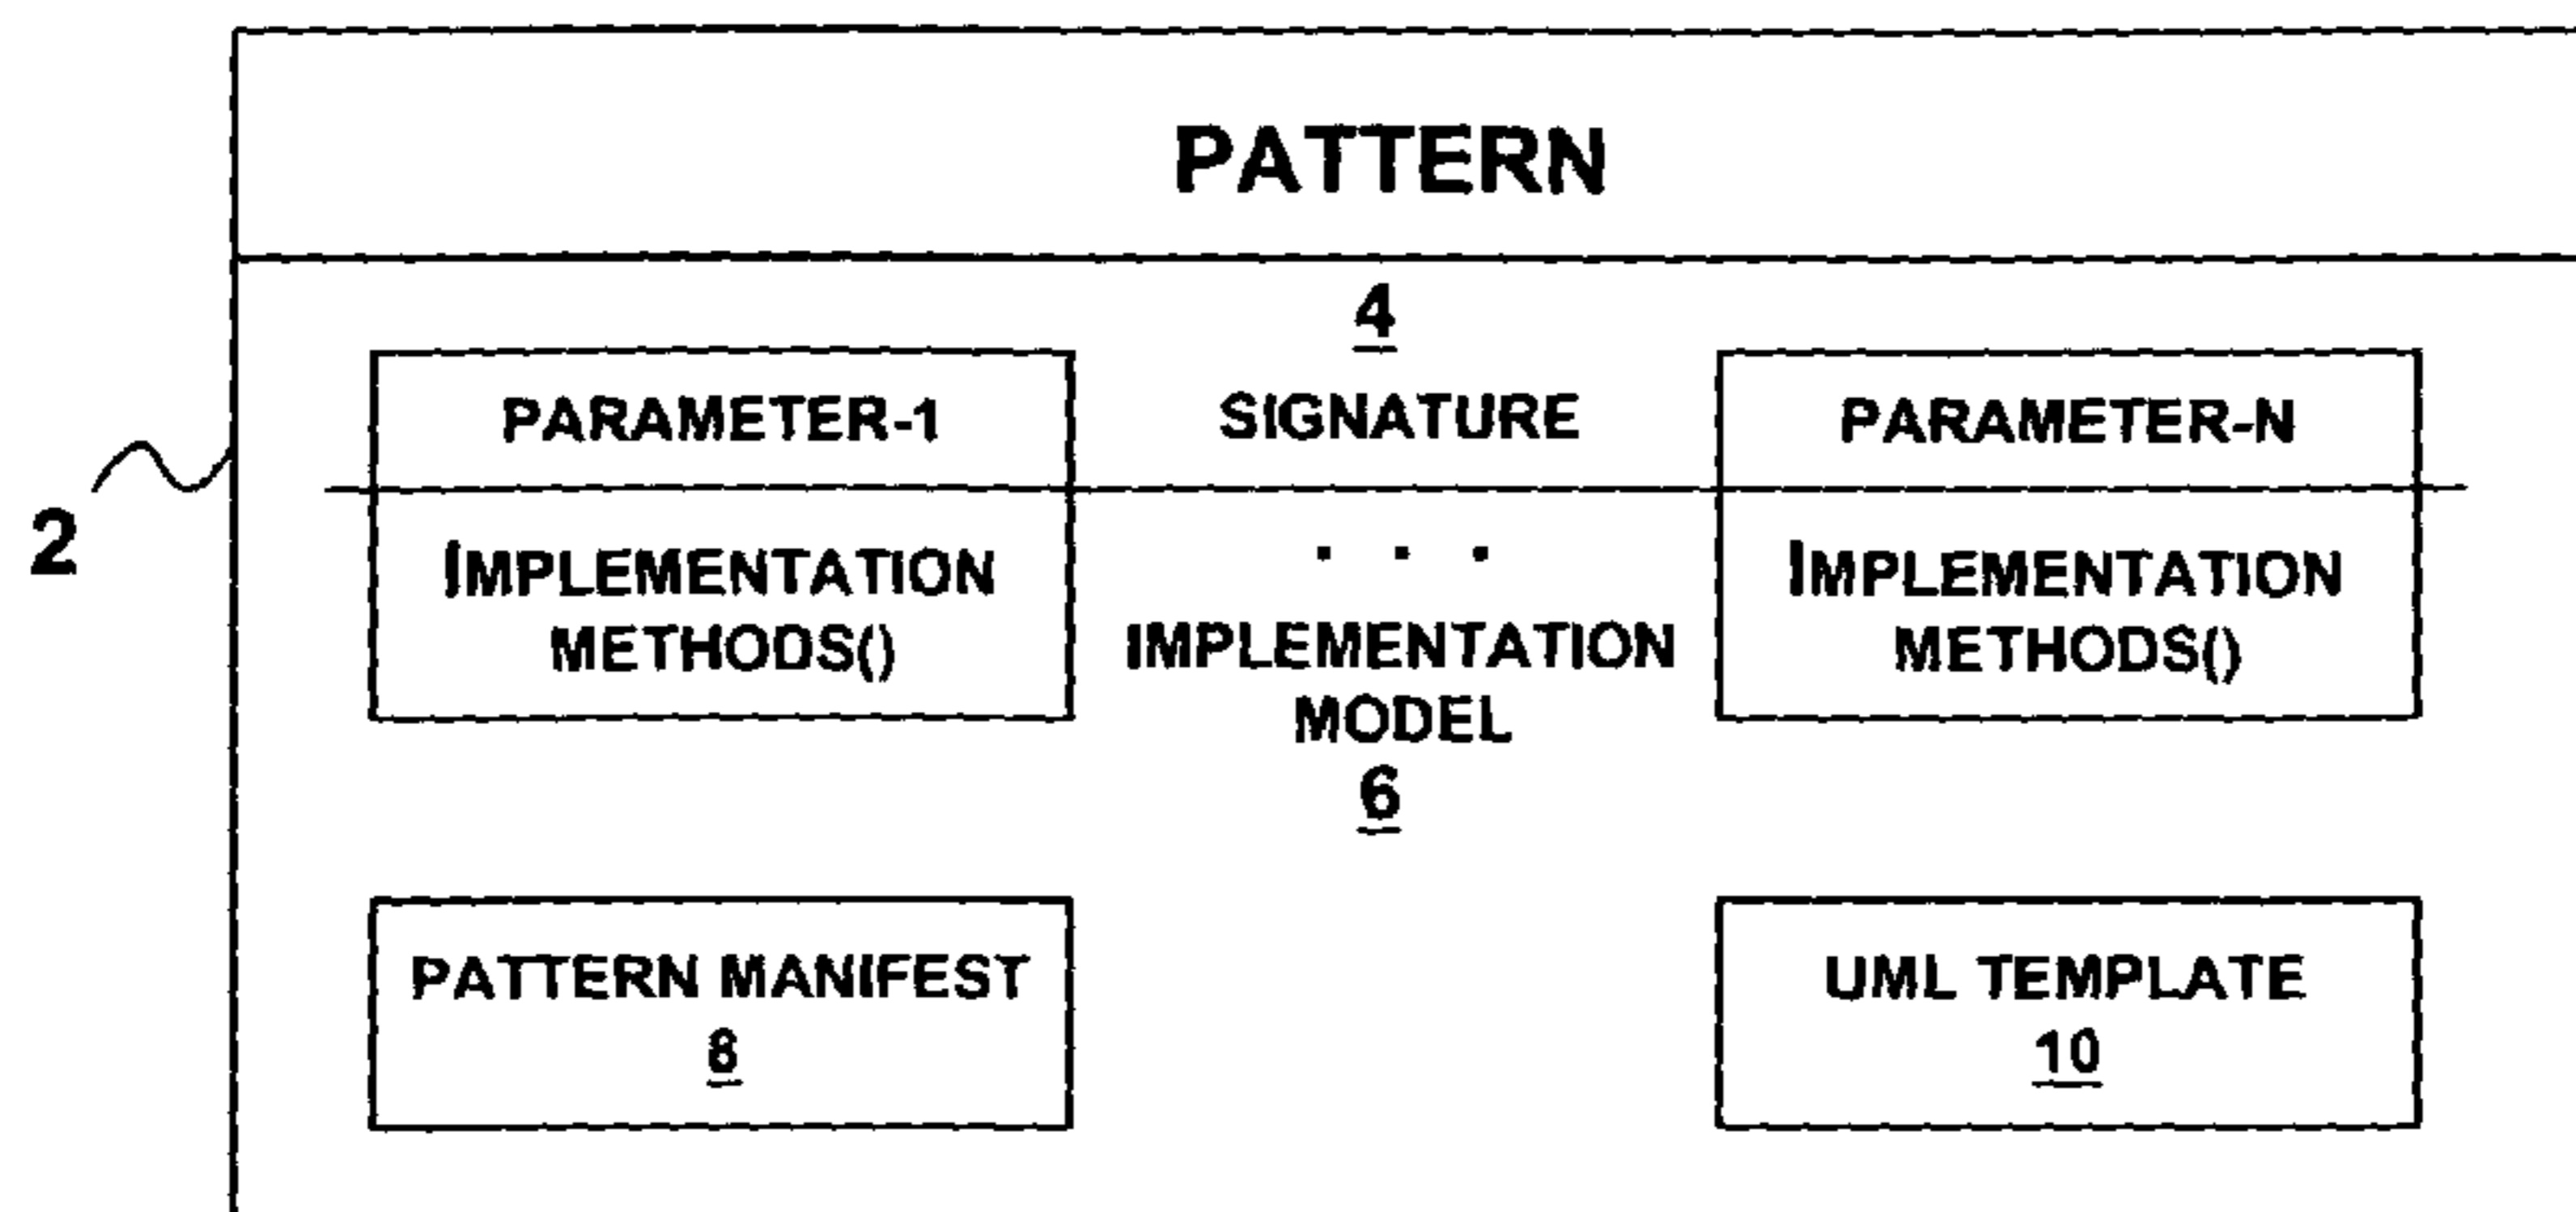 PATTERN
4
PARAMETER-1 SIGNATURE PARAMETER-N
2
IMPLEMENTATION METHODS()
. . .
IMPLEMENTATION MODEL
6
IMPLEMENTATION METHODS()
PATTERN MANIFEST
8
UML TEMPLATE
10